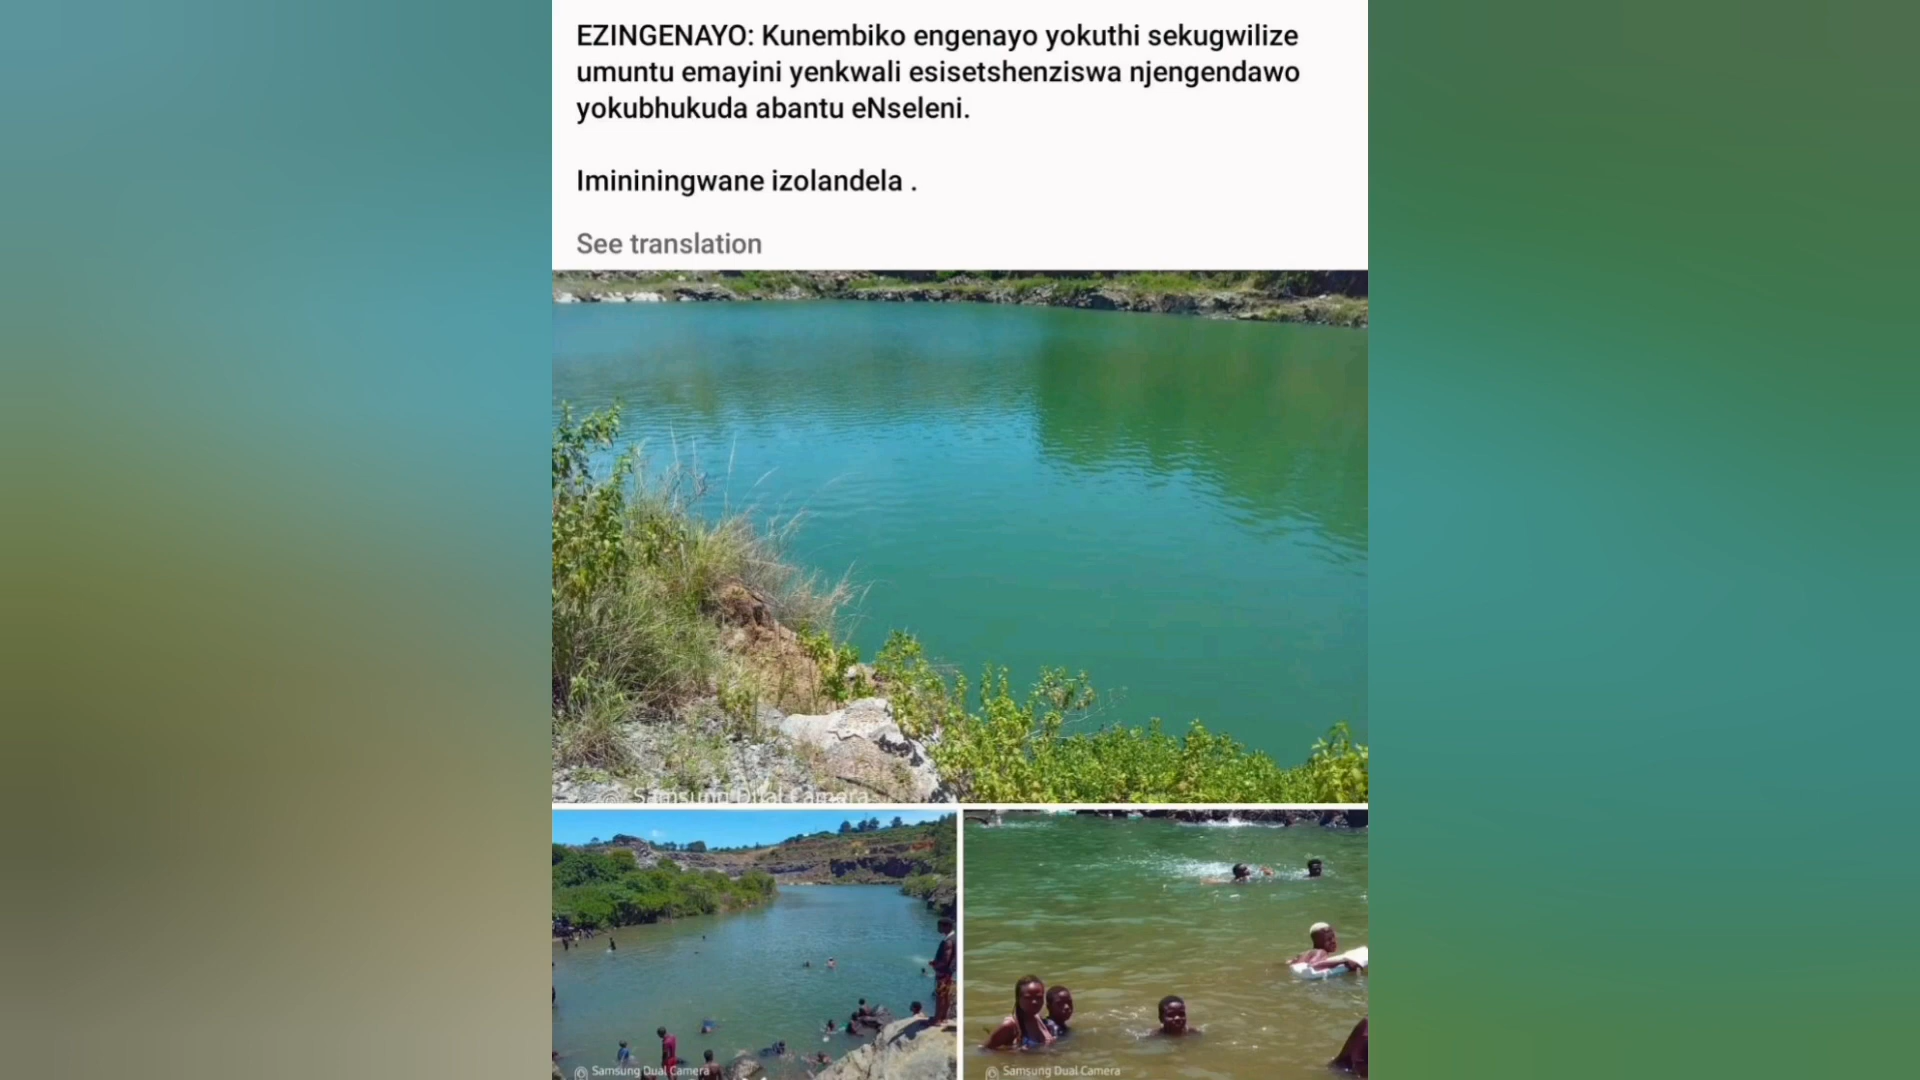 EZINGENAYO: Kunembiko engenayo yokuthi sekugwilize
umuntu emayini yenkwali esisetshenziswa njengendawo
yokubhukuda abantu eNseleni.
Imininingwane izolandela .
See translation
Samsung Dual Camera
Samsung Dual Camera
Samsung Dual Camera